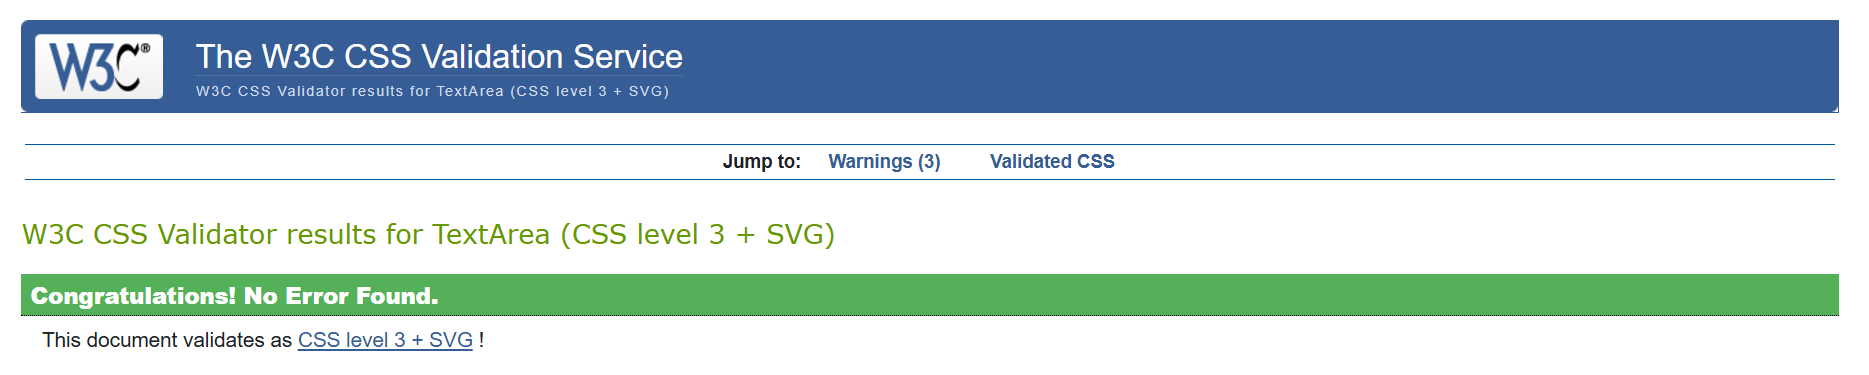 W3C®
The W3C CSS Validation Service
W3C CSS Validator results for TextArea (CSS level 3 + SVG)
Jump to: Warnings (3) Validated CSS
W3C CSS Validator results for TextArea (CSS level 3 + SVG)
Congratulations! No Error Found.
This document validates as CSS level 3 + SVG !